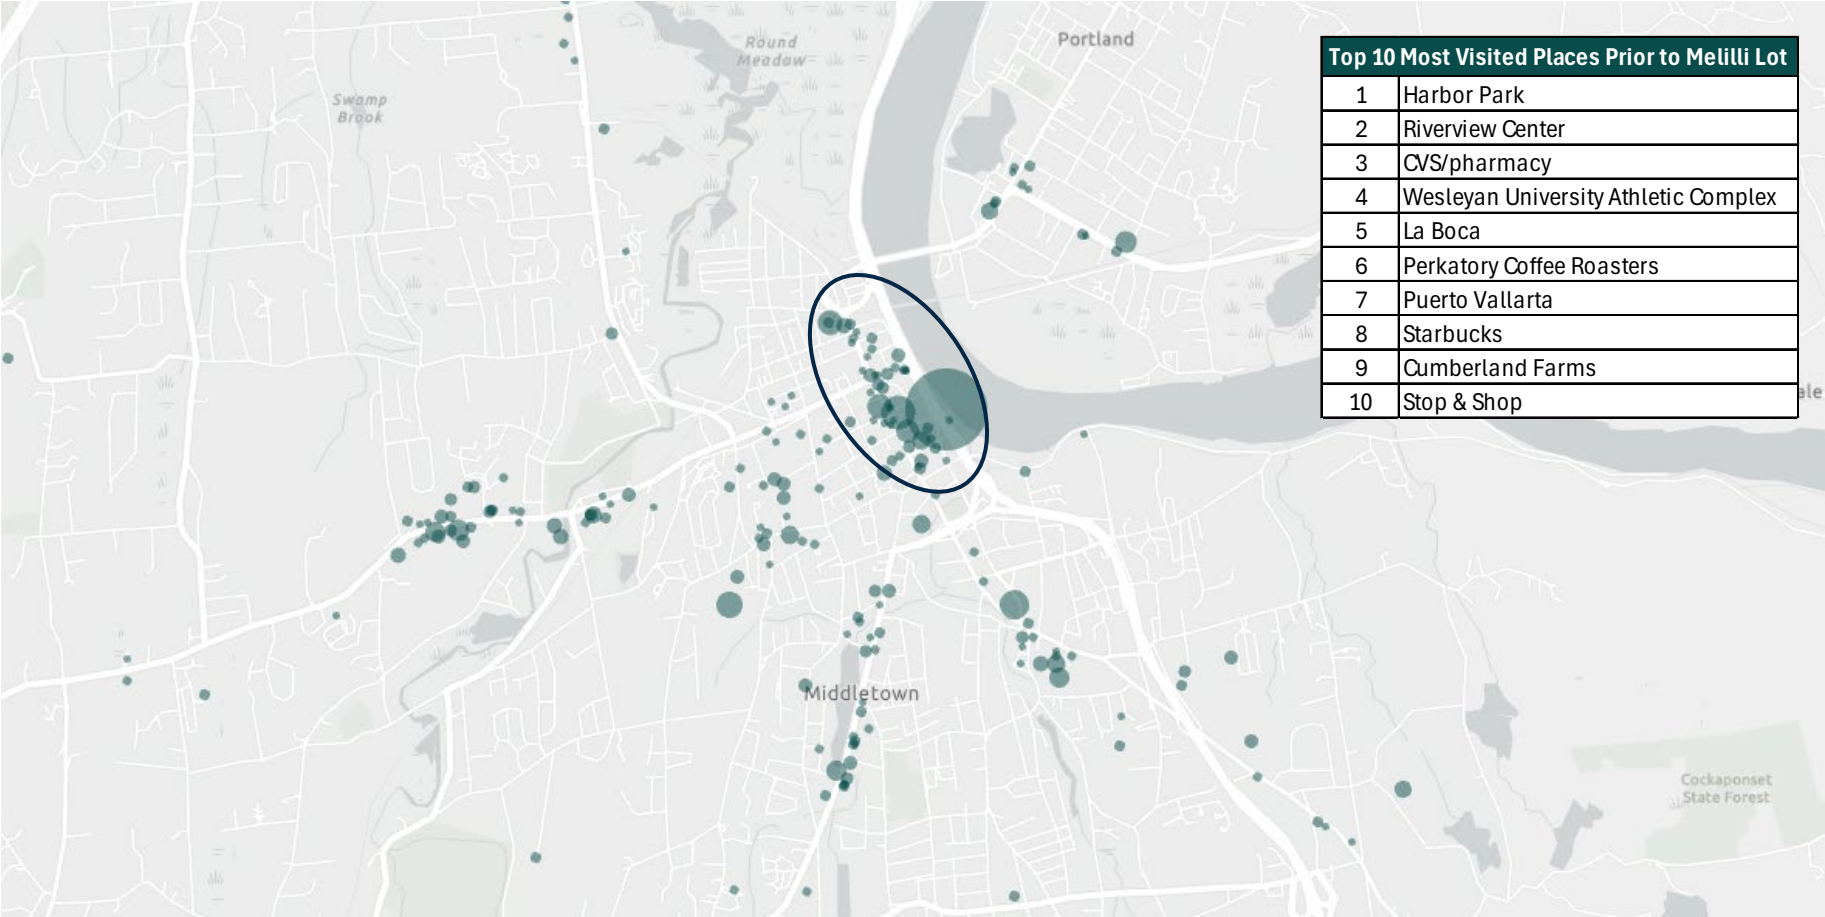 Portland
Round
Meadow
Swamp
Brook
Top 10 Most Visited Places Prior to Melilli Lot
1 Harbor Park
2 Riverview Center
3 CVS/pharmacy
4 Wesleyan University Athletic Complex
5 La Boca
6 Perkatory Coffee Roasters
7 Puerto Vallarta
8 Starbucks
9 Cumberland Farms
10 Stop & Shop
Middletown
Cockaponset
State Forest